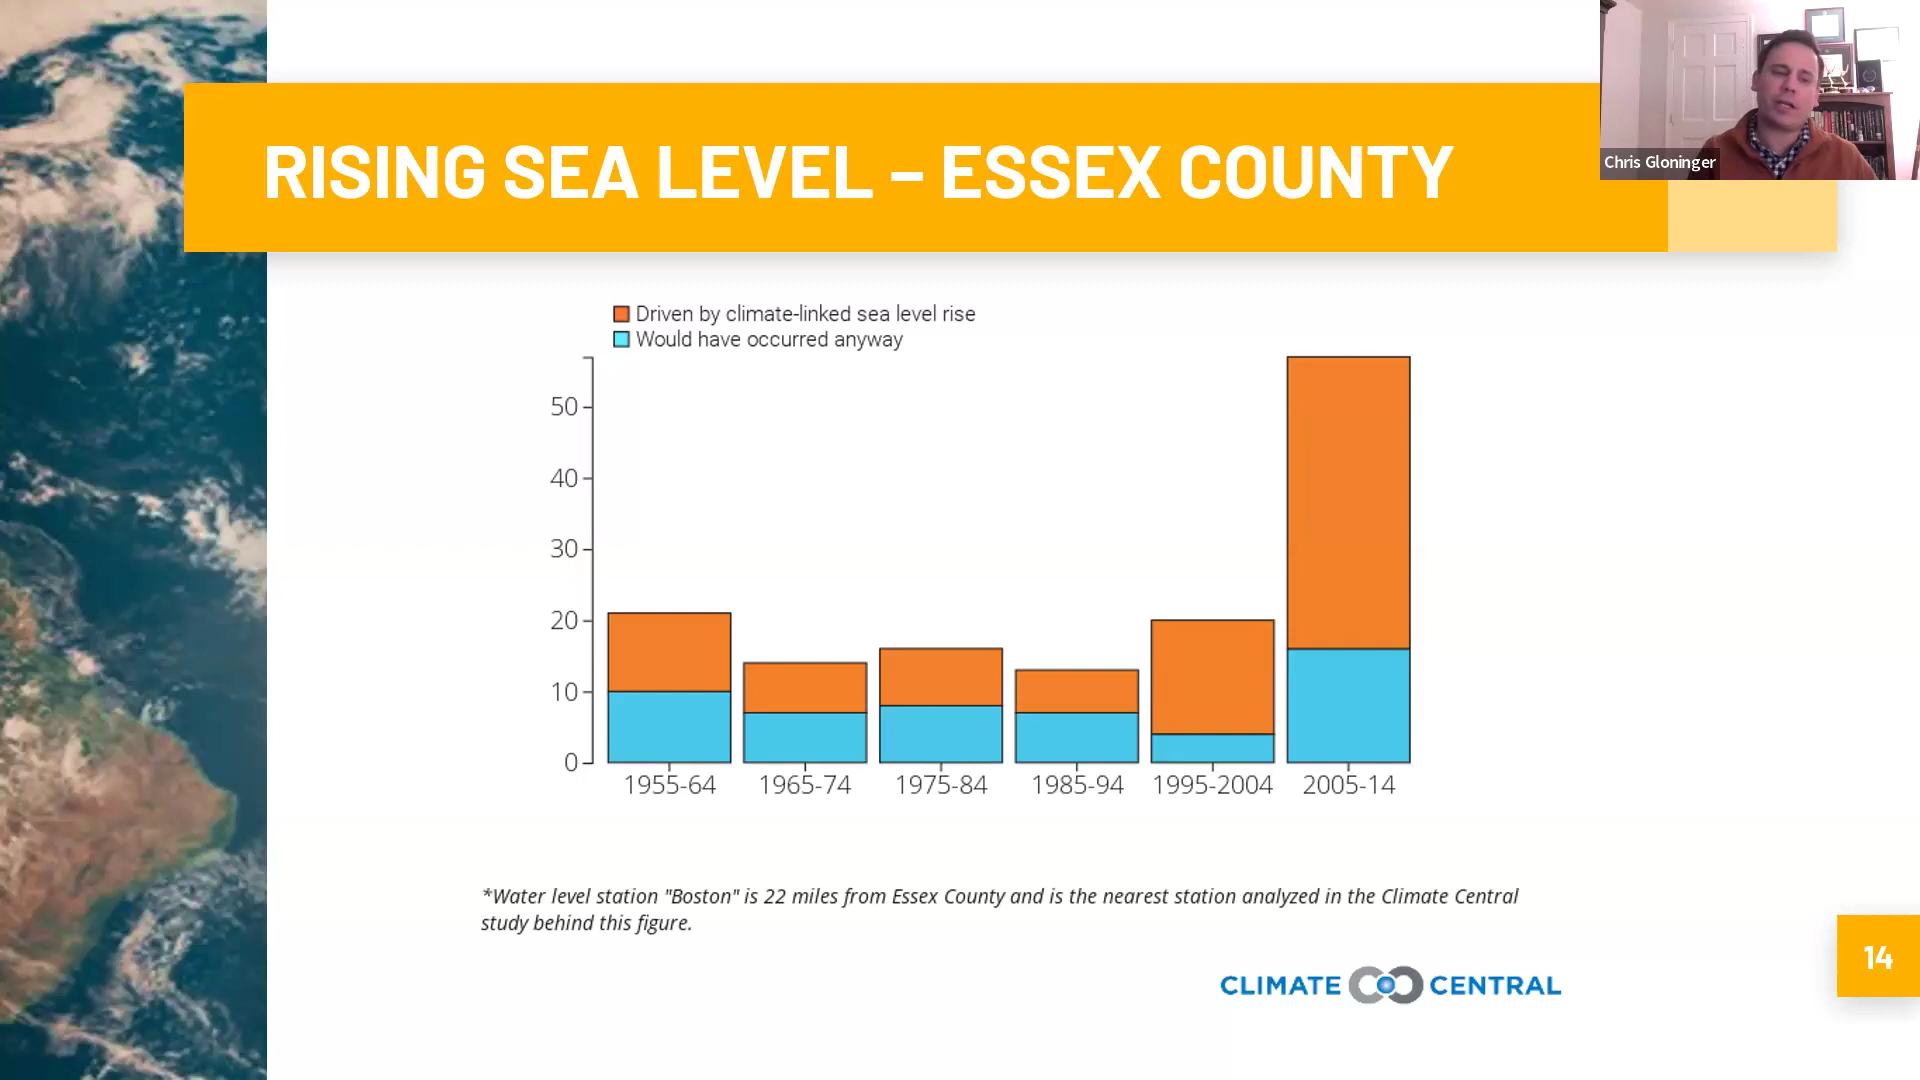 Chris Gloninger
RISING SEA LEVEL – ESSEX COUNTY
Driven by climate-linked sea level rise
Would have occurred anyway
50
40
30
20
10
0
1955-64 1965-74 1975-84 1985-94 1995-2004 2005-14
*Water level station "Boston" is 22 miles from Essex County and is the nearest station analyzed in the Climate Central
study behind this figure.
CLIMATE CENTRAL
14